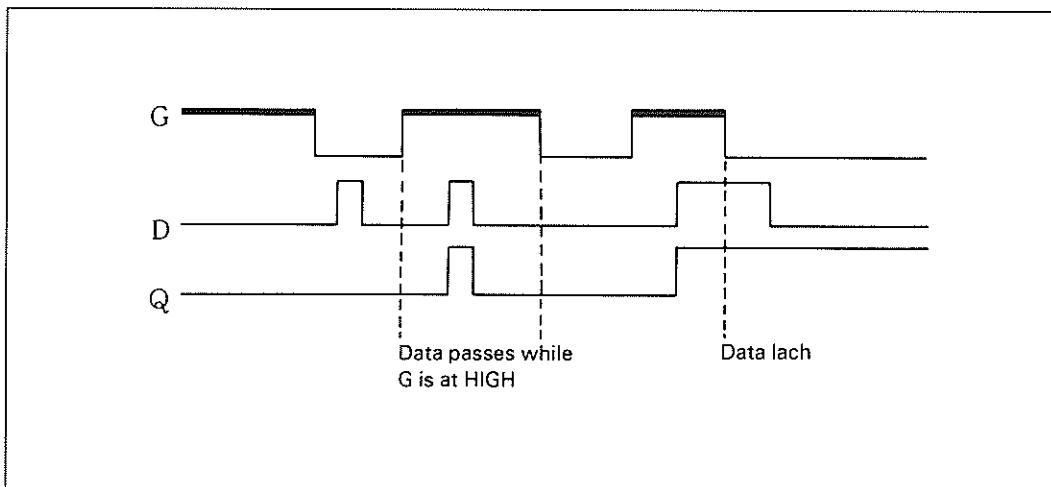 G
D
Q
Data passes while
G is at HIGH
Data lach